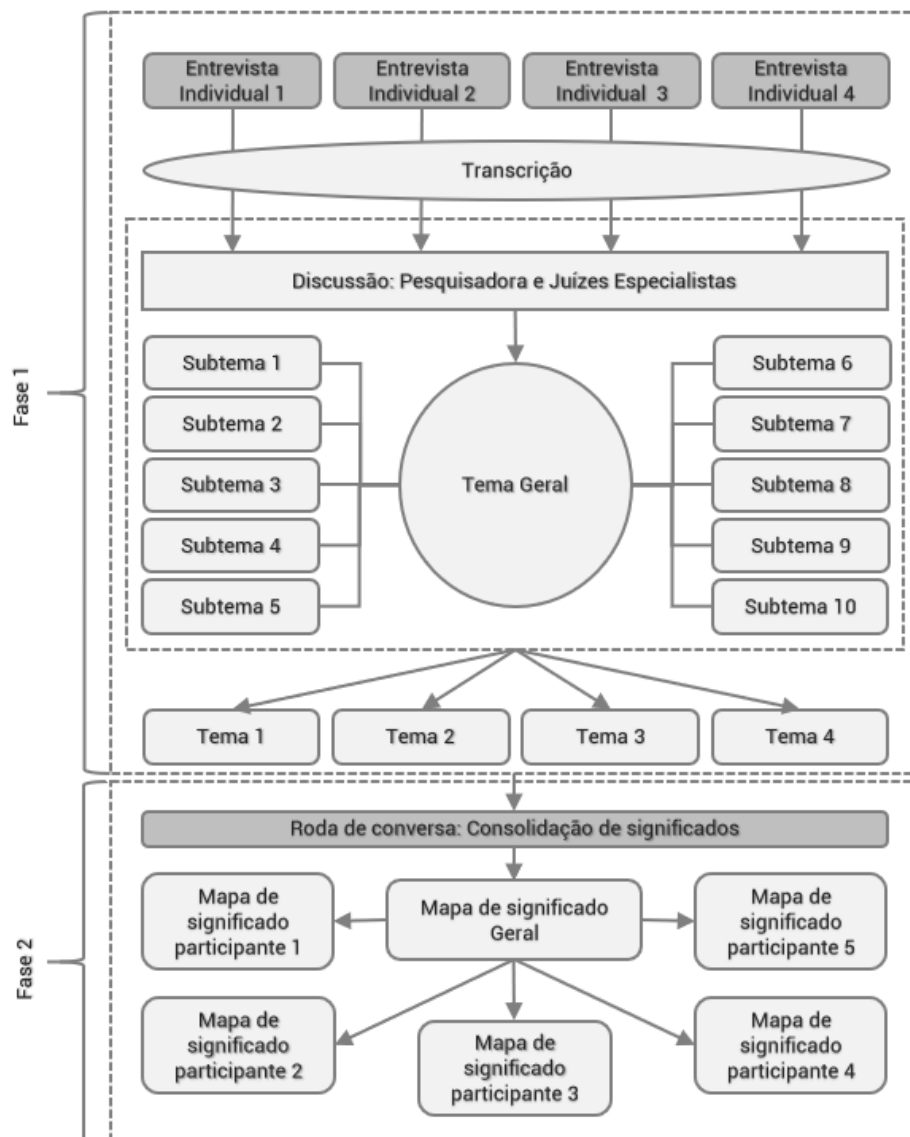 Entrevista
Individual 1
Entrevista
Individual 2
Entrevista
Individual 3
Entrevista
Individual 4
Transcrição
Discussão: Pesquisadora e Juízes Especialistas
Fase 1
Subtema 1
Subtema 2
Subtema 3
Subtema 4
Subtema 5
Tema Geral
Subtema 6
Subtema 7
Subtema 8
Subtema 9
Subtema 10
Tema 1
Tema 2
Tema 3
Tema 4
Fase 2
Roda de conversa: Consolidação de significados
Mapa de
significado
participante 1
Mapa de significado
Geral
Mapa de
significado
participante 5
Mapa de
significado
participante 2
Mapa de
significado
participante 3
Mapa de
significado
participante 4